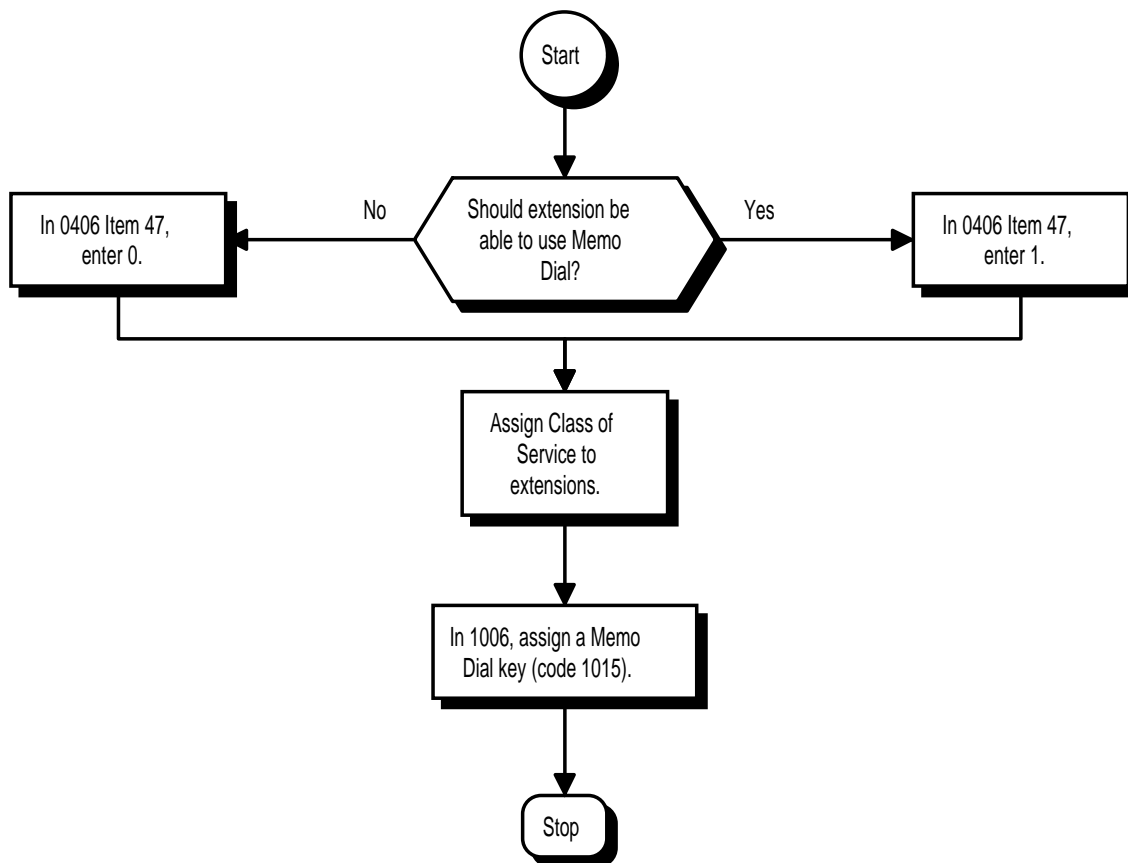 Start
No
Should extension be
able to use Memo
Dial?
Yes
In 0406 Item 47,
enter 0.
In 0406 Item 47,
enter 1.
Assign Class of
Service to
extensions.
In 1006, assign a Memo
Dial key (code 1015).
Stop